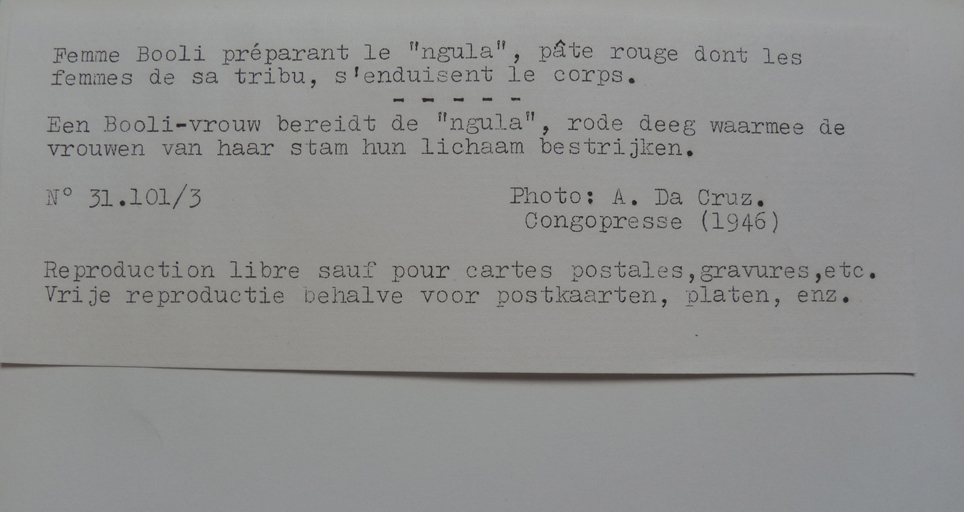 Femme Booli préparant le "ngula", pâte rouge dont les
femmes de sa tribu, s'enduisent le corps.
- - - - -
Een Booli-vrouw bereidt de "ngula", rode deeg waarmee de
vrouwen van haar stam hun lichaam bestrijken.
N° 31.101/3 Photo: A. Da Cruz.
Congopresse (1946)
Reproduction libre sauf pour cartes postales,gravures,etc.
Vrije reproductie behalve voor postkaarten, platen, enz.